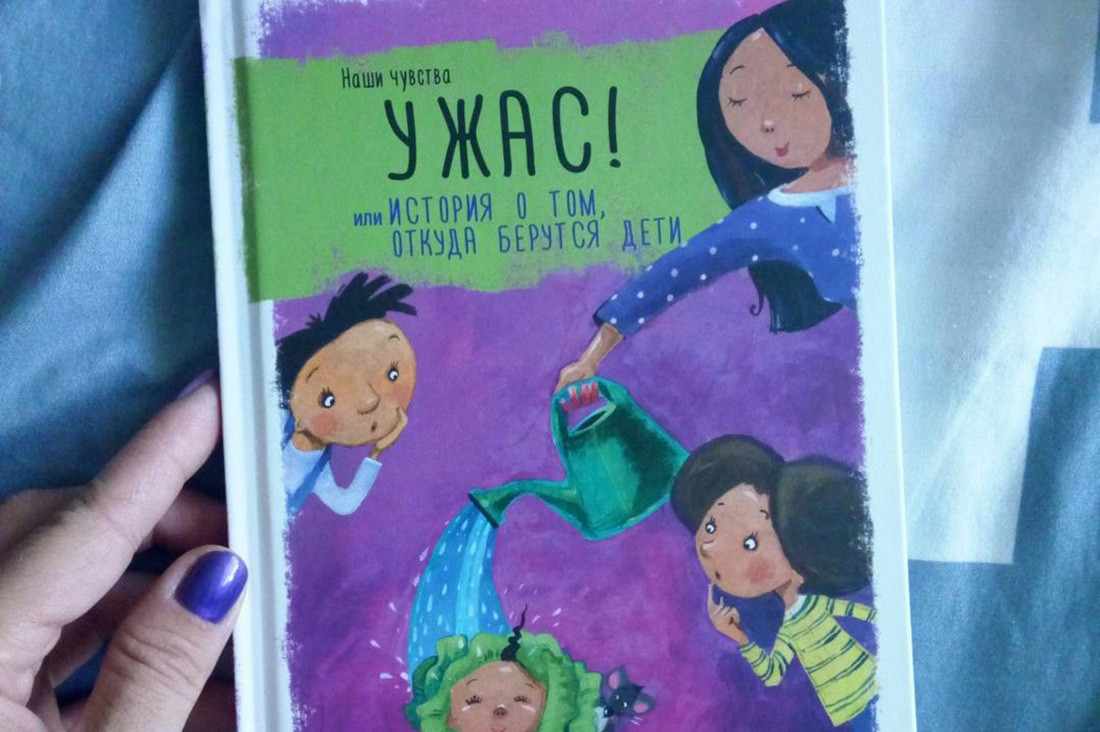 Наши чувства
УЖАС!
или ИСТОРИЯ О ТОМ,
ОТКУДА БЕРУТСЯ ДЕТИ